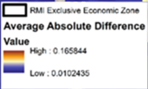 RMI Exclusive Economic Zone
Average Absolute Difference
Value
High : 0.165844
Low : 0.0102435